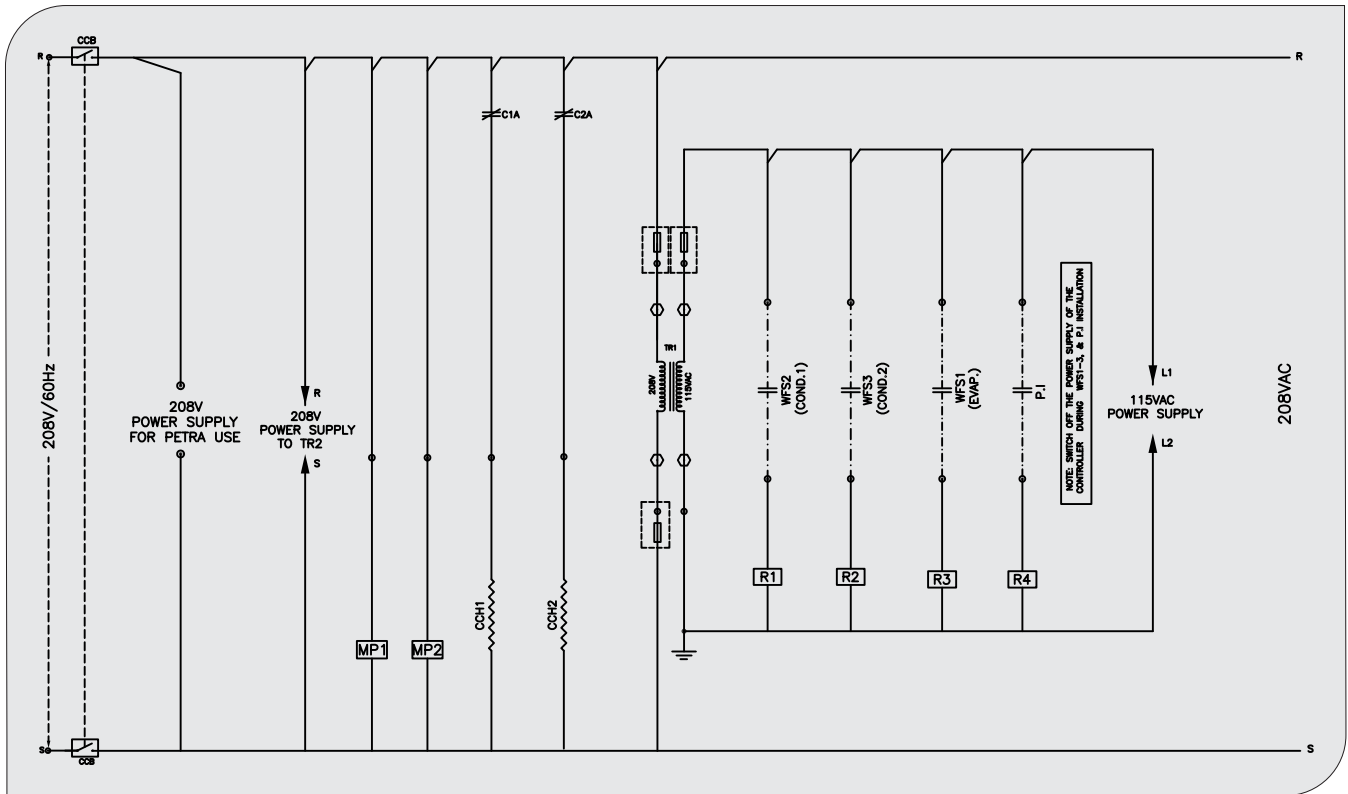 CCB
R
R
C1A
C2A
208V/60Hz
208V
POWER SUPPLY
FOR PETRA USE
R
208V
POWER SUPPLY
TO TR2
S
TR1
208V
115VAC
WFS2
(COND.1)
WFS3
(COND.2)
WFS1
(EVAP.)
P.I
NOTE: SWITCH OFF THE POWER SUPPLY OF THE
CONTROLLER DURING WFS1-3, & P.I INSTALLATION
L1
115VAC
POWER SUPPLY
L2
208VAC
R1
R2
R3
R4
CCH1
CCH2
MP1
MP2
S
S
CCB